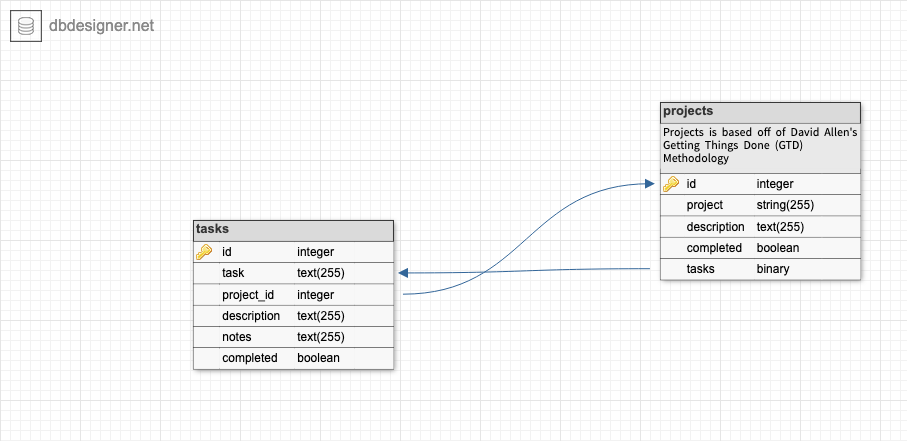 dbdesigner.net
projects
Projects is based off of David Allen's
Getting Things Done (GTD)
Methodology
id integer
project string(255)
description text(255)
completed boolean
tasks binary
tasks
id integer
task text(255)
project_id integer
description text(255)
notes text(255)
completed boolean